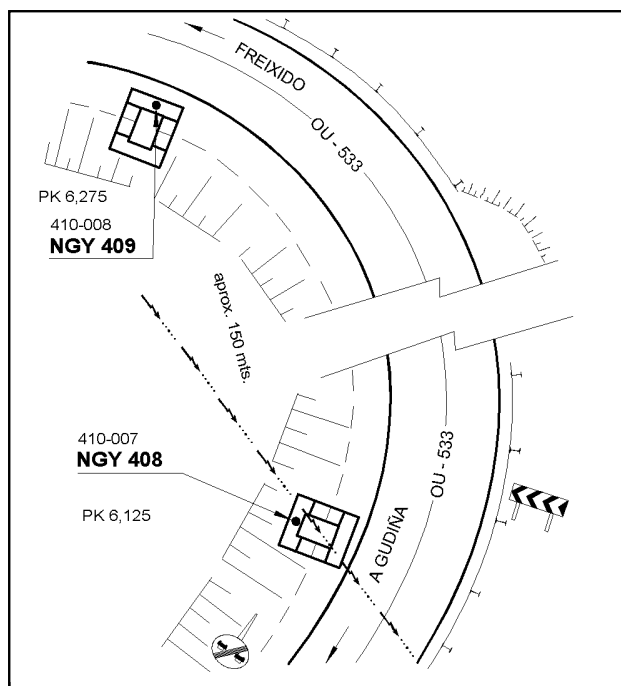 FREIXIDO
OU - 533
PK 6,275
410-008
NGY 409
aprox. 150 mts.
410-007
NGY 408
PK 6,125
OU - 533
A GUDIÑA